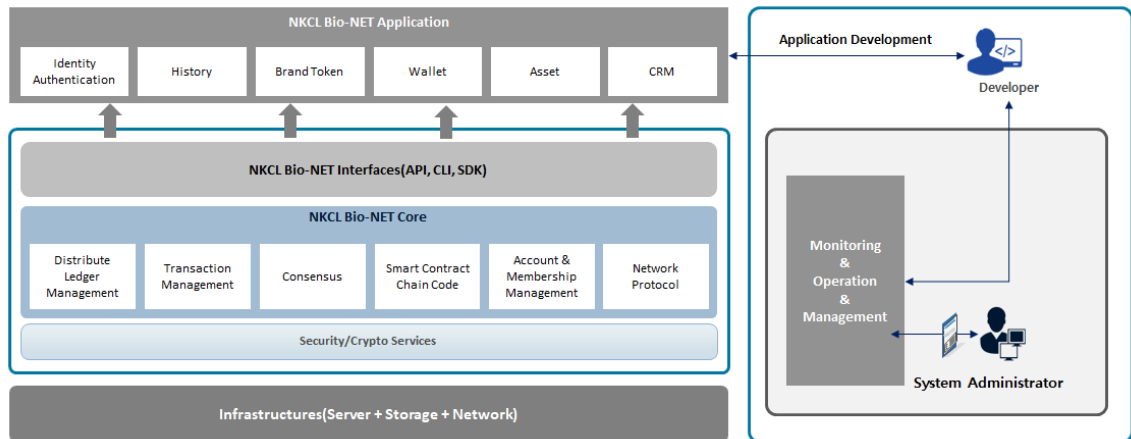 NKCL Bio-NET Application
Identity
Authentication
History
Brand Token
Wallet
Asset
CRM
NKCL Bio-NET Interfaces(API, CLI, SDK)
NKCL Bio-NET Core
Distribute
Ledger
Management
Transaction
Management
Consensus
Smart Contract
Chain Code
Account &
Membership
Management
Network
Protocol
Security/Crypto Services
Infrastructures(Server + Storage + Network)
Application Development
</>
Developer
Monitoring
&
Operation
&
Management
System Administrator